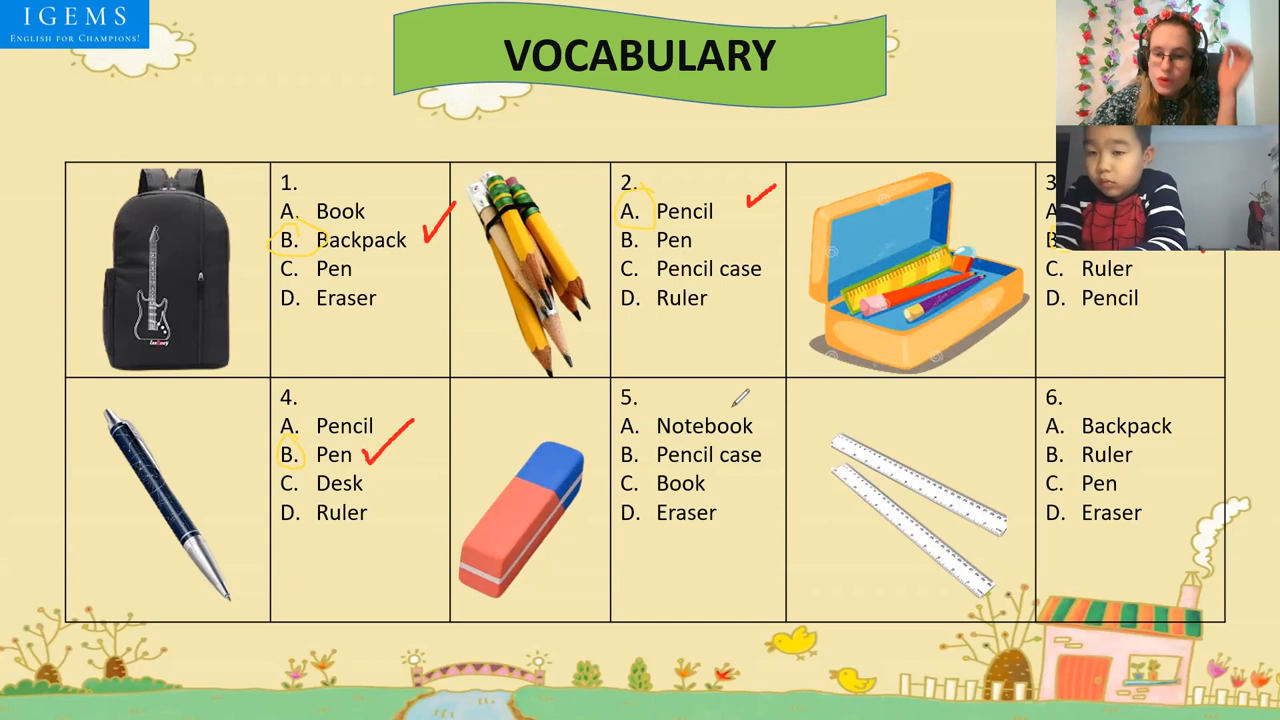 IGEMS
ENGLISH FOR CHAMPIONS!
VOCABULARY
1.
A. Book
B. Backpack
C. Pen
D. Eraser
2.
A. Pencil
B. Pen
C. Pencil case
D. Ruler
3
C. Ruler
D. Pencil
4.
A. Pencil
B. Pen
C. Desk
D. Ruler
5.
A. Notebook
B. Pencil case
C. Book
D. Eraser
6.
A. Backpack
B. Ruler
C. Pen
D. Eraser